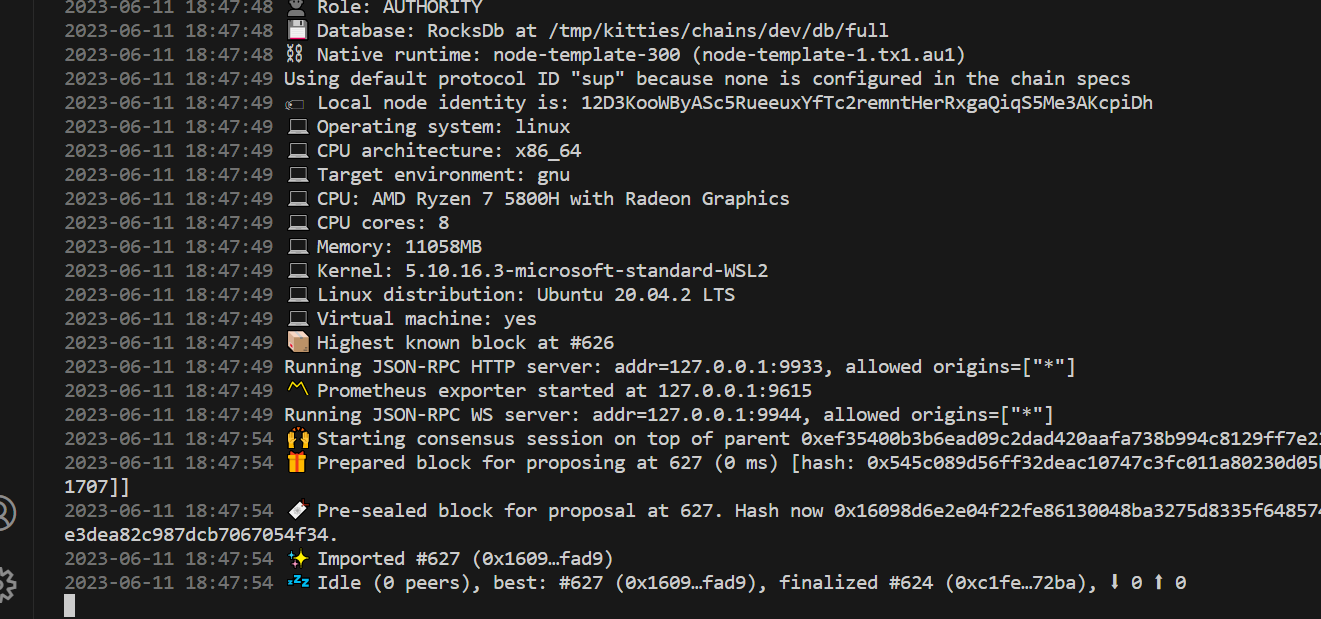 2023-06-11 18:47:48 Role: AUTHORITY
2023-06-11 18:47:48 Database: RocksDb at /tmp/kitties/chains/dev/db/full
2023-06-11 18:47:48 Native runtime: node-template-300 (node-template-1.tx1.au1)
2023-06-11 18:47:49 Using default protocol ID "sup" because none is configured in the chain specs
2023-06-11 18:47:49 Local node identity is: 12D3KooWByASc5RueeuxYfTc2remntHerRxgaQiqS5Me3AKcpiDh
2023-06-11 18:47:49 Operating system: linux
2023-06-11 18:47:49 CPU architecture: x86_64
2023-06-11 18:47:49 Target environment: gnu
2023-06-11 18:47:49 CPU: AMD Ryzen 7 5800H with Radeon Graphics
2023-06-11 18:47:49 CPU cores: 8
2023-06-11 18:47:49 Memory: 11058MB
2023-06-11 18:47:49 Kernel: 5.10.16.3-microsoft-standard-WSL2
2023-06-11 18:47:49 Linux distribution: Ubuntu 20.04.2 LTS
2023-06-11 18:47:49 Virtual machine: yes
2023-06-11 18:47:49 📦 Highest known block at #626
2023-06-11 18:47:49 Running JSON-RPC HTTP server: addr=127.0.0.1:9933, allowed origins=["*"]
2023-06-11 18:47:49 Prometheus exporter started at 127.0.0.1:9615
2023-06-11 18:47:49 Running JSON-RPC WS server: addr=127.0.0.1:9944, allowed origins=["*"]
2023-06-11 18:47:54 🙌 Starting consensus session on top of parent 0xef35400b3b6ead09c2dad420aafa738b994c8129ff7e2
2023-06-11 18:47:54 🎁 Prepared block for proposing at 627 (0 ms) [hash: 0x545c089d56ff32deac10747c3fc011a80230d05
1707]]
2023-06-11 18:47:54 Pre-sealed block for proposal at 627. Hash now 0x16098d6e2e04f22fe86130048ba3275d8335f648574
e3dea82c987dcb7067054f34.
2023-06-11 18:47:54 ✨ Imported #627 (0x1609…fad9)
2023-06-11 18:47:54 💤 Idle (0 peers), best: #627 (0x1609…fad9), finalized #624 (0xc1fe…72ba), ⬇ 0 ⬆ 0